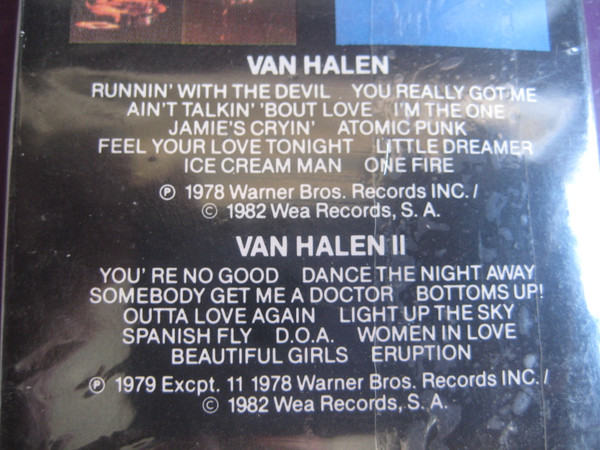 VAN HALEN
RUNNIN' WITH THE DEVIL YOU REALLY GOT ME
AIN'T TALKIN' 'BOUT LOVE I'M THE ONE
JAMIE'S CRYIN' ATOMIC PUNK
FEEL YOUR LOVE TONIGHT LITTLE DREAMER
ICE CREAM MAN ONE FIRE
℗ 1978 Warner Bros. Records INC. /
© 1982 Wea Records, S. A.
VAN HALEN II
YOU' RE NO GOOD DANCE THE NIGHT AWAY
SOMEBODY GET ME A DOCTOR BOTTOMS UP!
OUTTA LOVE AGAIN LIGHT UP THE SKY
SPANISH FLY D.O.A. WOMEN IN LOVE
BEAUTIFUL GIRLS ERUPTION
℗ 1979 Excpt. 11 1978 Warner Bros. Records INC. /
© 1982 Wea Records, S. A.